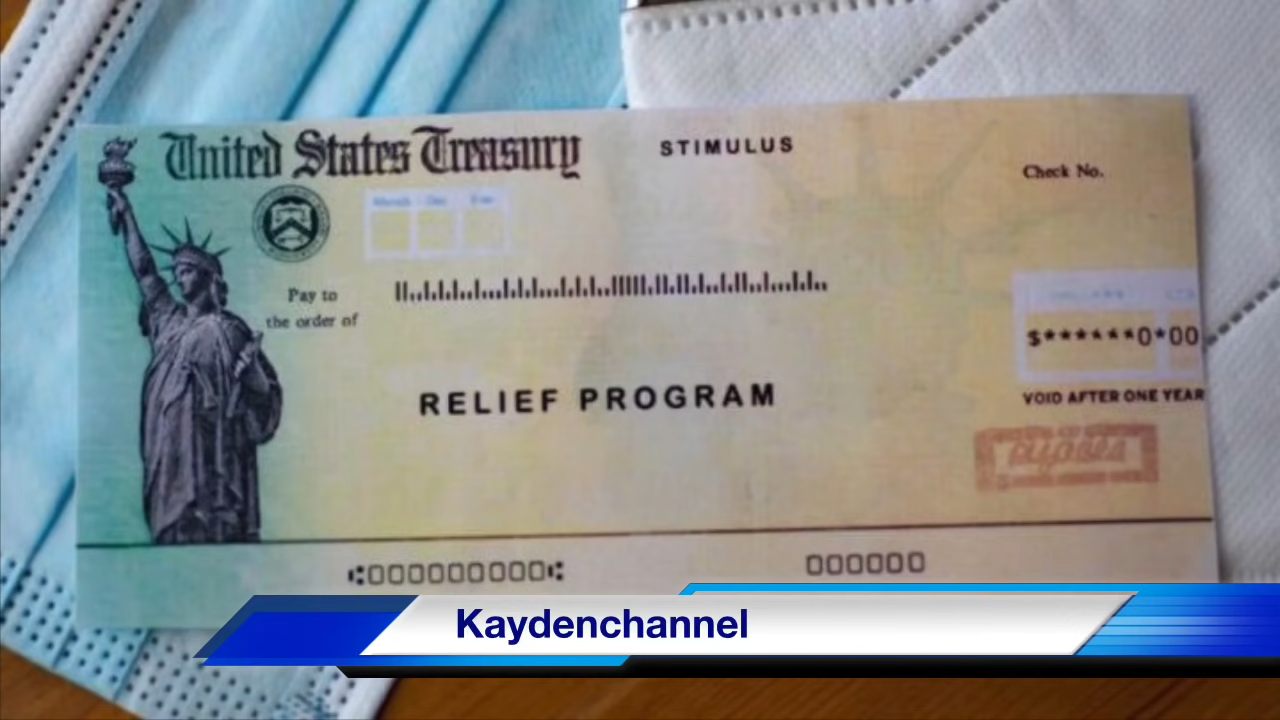 United States Treasury
STIMULUS
Check No.
Pay to
the order of
$*******0*00
RELIEF PROGRAM
VOID AFTER ONE YEAR
000000000
000000
Kaydenchannel